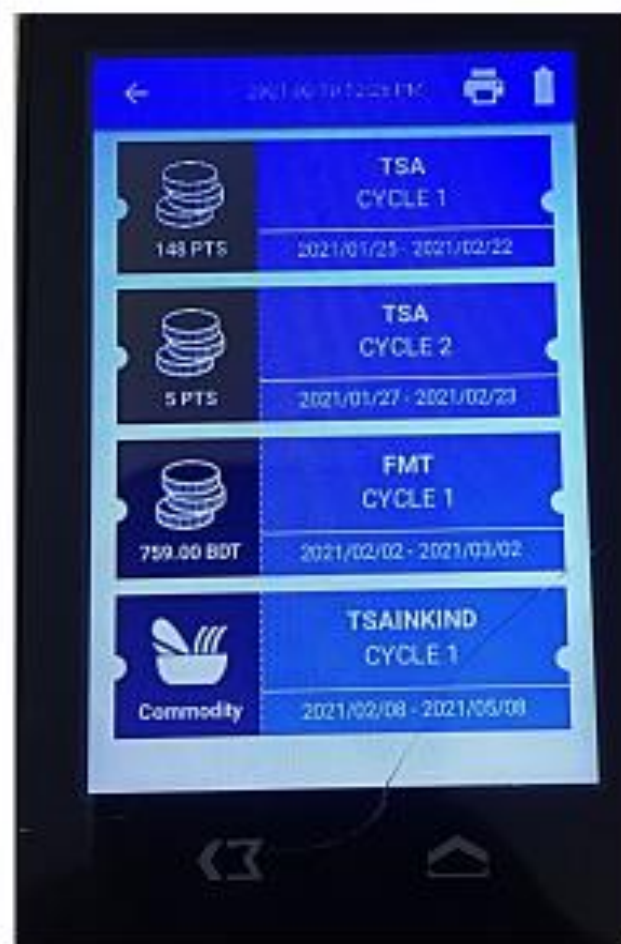 TSA
CYCLE 1
148 PTS
2021/01/25 - 2021/02/22
TSA
CYCLE 2
5 PTS
2021/01/27 - 2021/02/23
FMT
CYCLE 1
759.00 BDT
2021/02/02 - 2021/03/02
TSAINKIND
CYCLE 1
Commodity
2021/02/08 - 2021/05/08